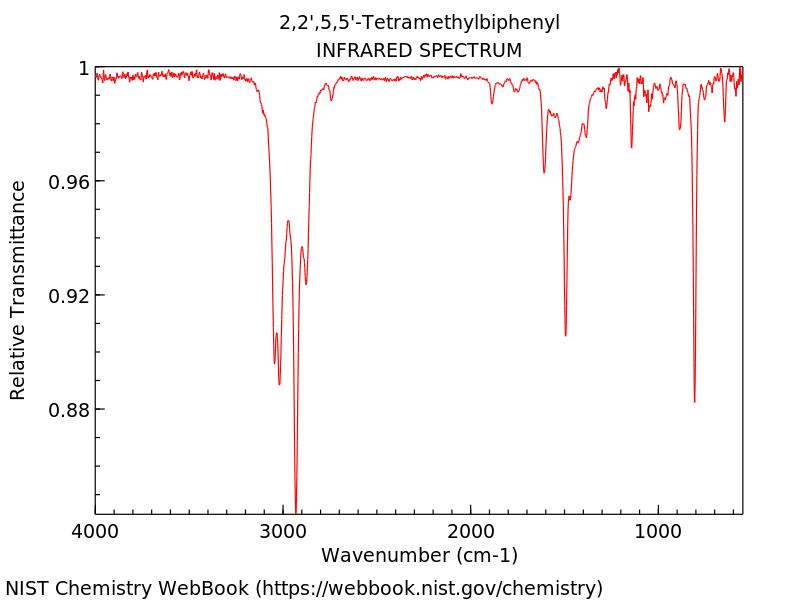 2,2',5,5'-Tetramethylbiphenyl
INFRARED SPECTRUM
1
0.96
0.92
0.88
Relative Transmittance
4000 3000 2000 1000
Wavenumber (cm-1)
NIST Chemistry WebBook (https://webbook.nist.gov/chemistry)